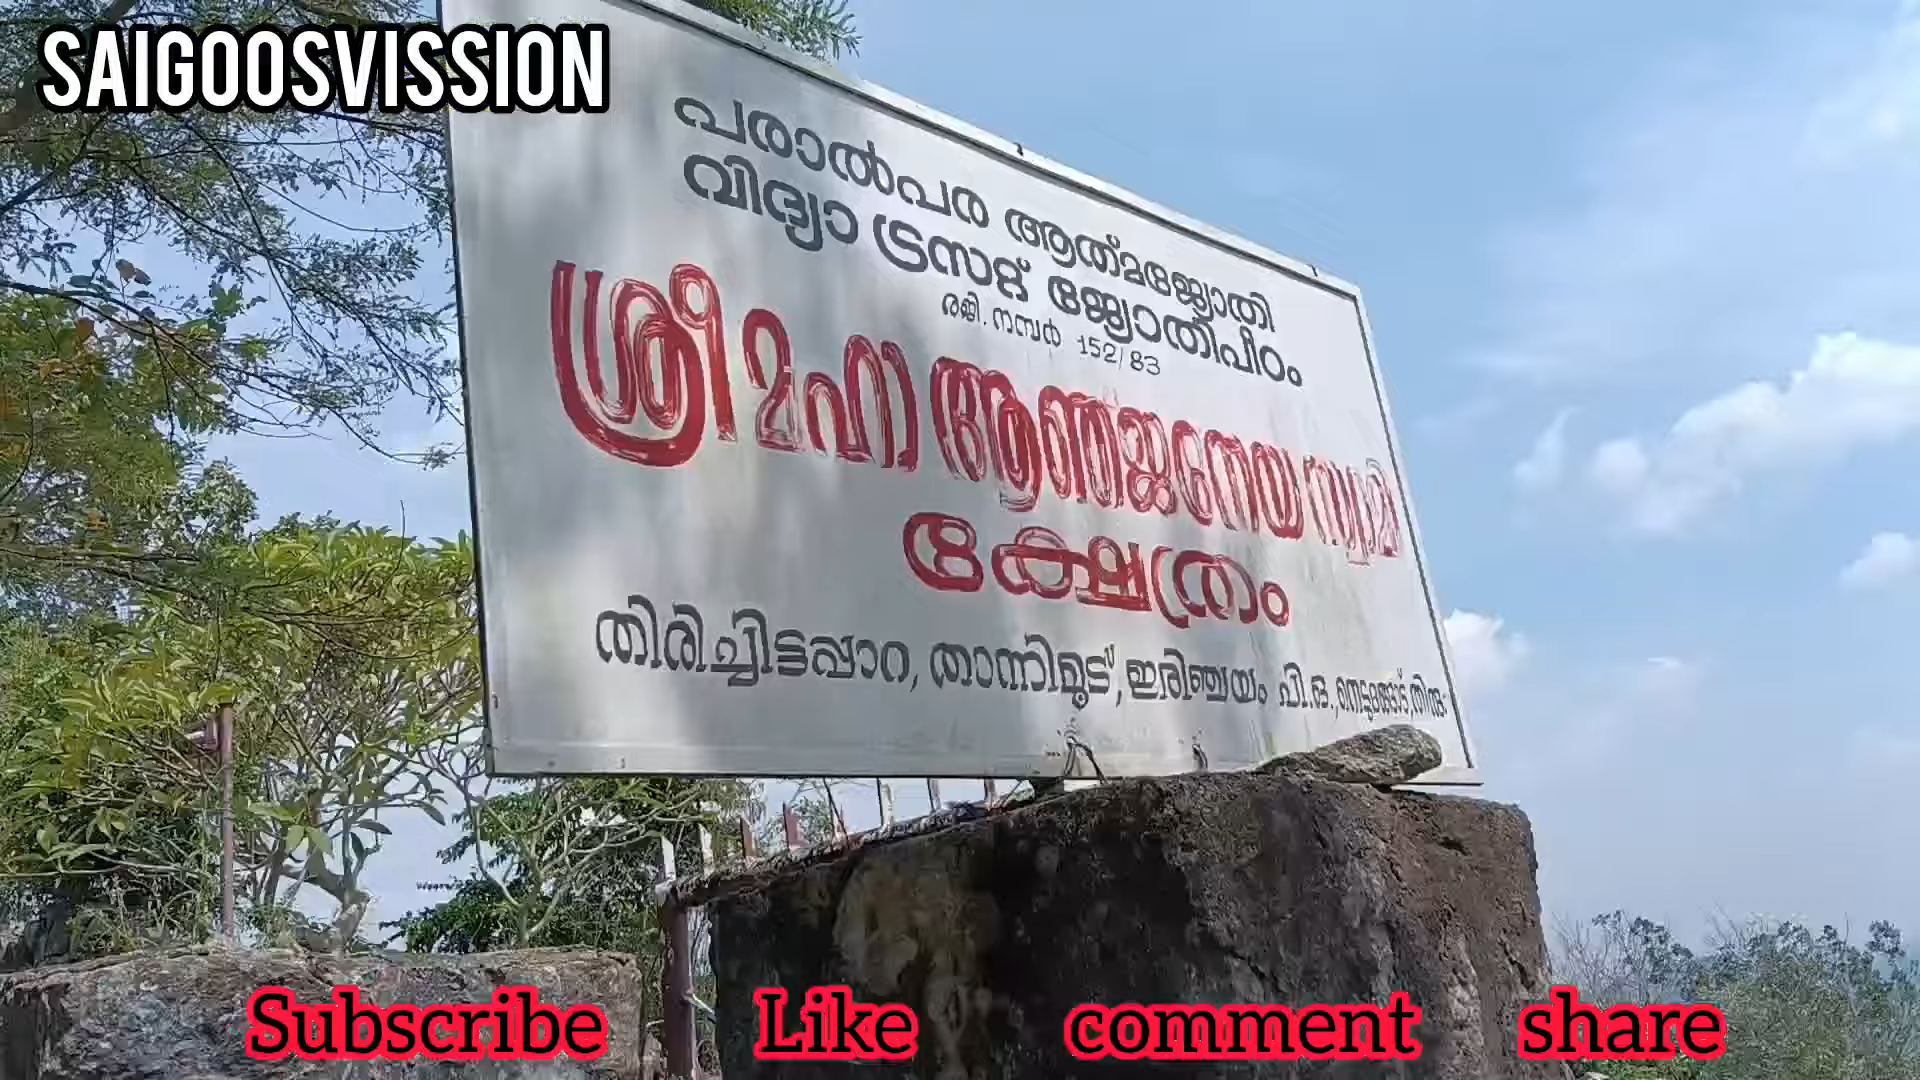 SAIGOOSVISSION
പരാൽപര ആത്മജ്യോതി
വിദ്യാ ട്രസറ്റ് ജ്യോതിപീഠം
രജി. നമ്പർ 152/83
ശ്രീ മഹാ ആഞ്ജനേയ സ്വാമി
ക്ഷേത്രം
തിരിച്ചിട്ടപ്പാറ, താന്നിമൂട്, ഇരിഞ്ചയം പി.ഒ.,
Subscribe Like comment share